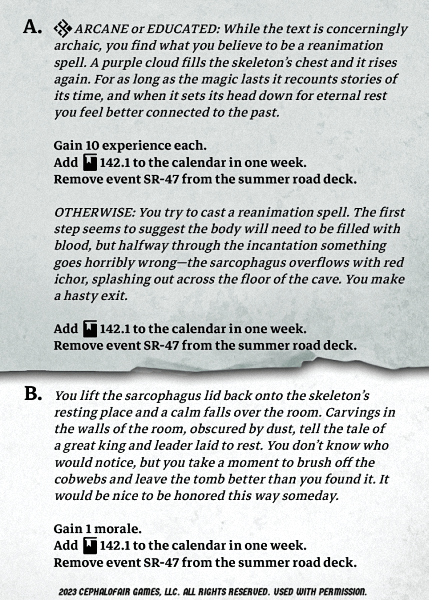 A. ARCANE or EDUCATED: While the text is concerningly
archaic, you find what you believe to be a reanimation
spell. A purple cloud fills the skeleton's chest and it rises
again. For as long as the magic lasts it recounts stories of
its time, and when it sets its head down for eternal rest
you feel better connected to the past.
Gain 10 experience each.
Add 142.1 to the calendar in one week.
Remove event SR-47 from the summer road deck.
OTHERWISE: You try to cast a reanimation spell. The first
step seems to suggest the body will need to be filled with
blood, but halfway through the incantation something
goes horribly wrong—the sarcophagus overflows with red
ichor, splashing out across the floor of the cave. You make
a hasty exit.
Add 142.1 to the calendar in one week.
Remove event SR-47 from the summer road deck.
B. You lift the sarcophagus lid back onto the skeleton's
resting place and a calm falls over the room. Carvings in
the walls of the room, obscured by dust, tell the tale of
a great king and leader laid to rest. You don't know who
would notice, but you take a moment to brush off the
cobwebs and leave the tomb better than you found it. It
would be nice to be honored this way someday.
Gain 1 morale.
Add 142.1 to the calendar in one week.
Remove event SR-47 from the summer road deck.
2023 CEPHALOFAIR GAMES, LLC. ALL RIGHTS RESERVED. USED WITH PERMISSION.